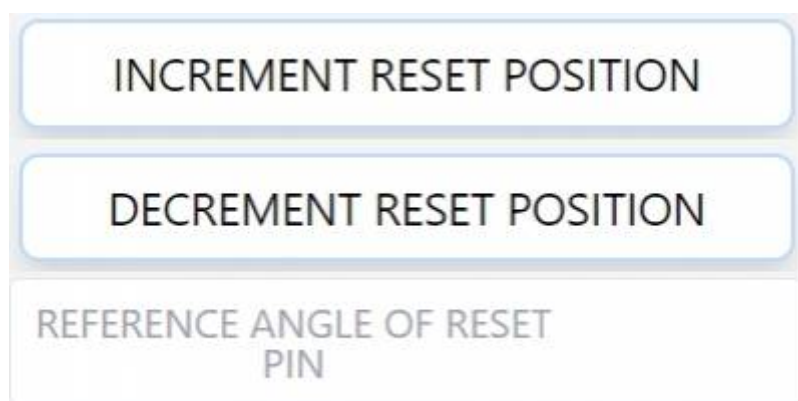 INCREMENT RESET POSITION
DECREMENT RESET POSITION
REFERENCE ANGLE OF RESET
PIN